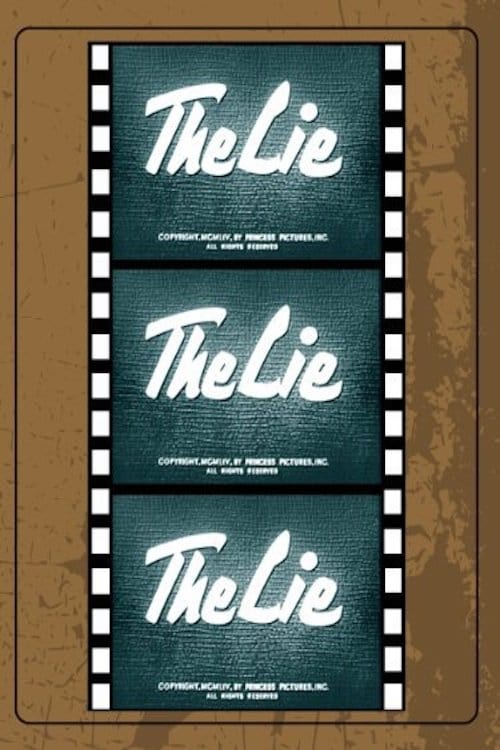 The Lie
COPYRIGHT, MCMLIV, BY PRINCESS PICTURES, INC.
ALL RIGHTS RESERVED
The Lie
COPYRIGHT, MCMLIV, BY PRINCESS PICTURES, INC.
ALL RIGHTS RESERVED
The Lie
COPYRIGHT, MCMLIV, BY PRINCESS PICTURES, INC.
ALL RIGHTS RESERVED